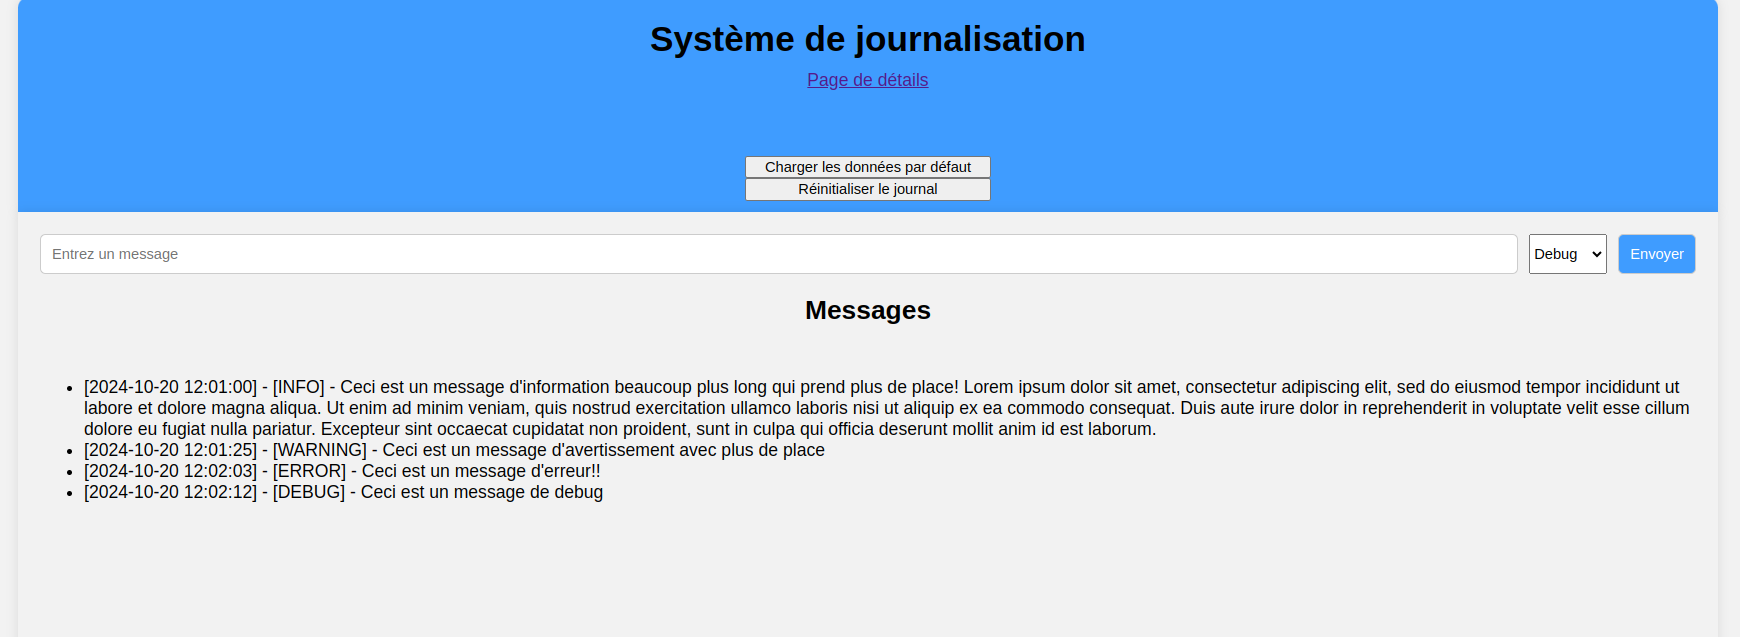 Système de journalisation
Page de détails
Charger les données par défaut
Réinitialiser le journal
Entrez un message
Debug
Envoyer
Messages
[2024-10-20 12:01:00] - [INFO] - Ceci est un message d'information beaucoup plus long qui prend plus de place! Lorem ipsum dolor sit amet, consectetur adipiscing elit, sed do eiusmod tempor incididunt ut
labore et dolore magna aliqua. Ut enim ad minim veniam, quis nostrud exercitation ullamco laboris nisi ut aliquip ex ea commodo consequat. Duis aute irure dolor in reprehenderit in voluptate velit esse cillum
dolore eu fugiat nulla pariatur. Excepteur sint occaecat cupidatat non proident, sunt in culpa qui officia deserunt mollit anim id est laborum.
[2024-10-20 12:01:25] - [WARNING] - Ceci est un message d'avertissement avec plus de place
[2024-10-20 12:02:03] - [ERROR] - Ceci est un message d'erreur!!
[2024-10-20 12:02:12] - [DEBUG] - Ceci est un message de debug